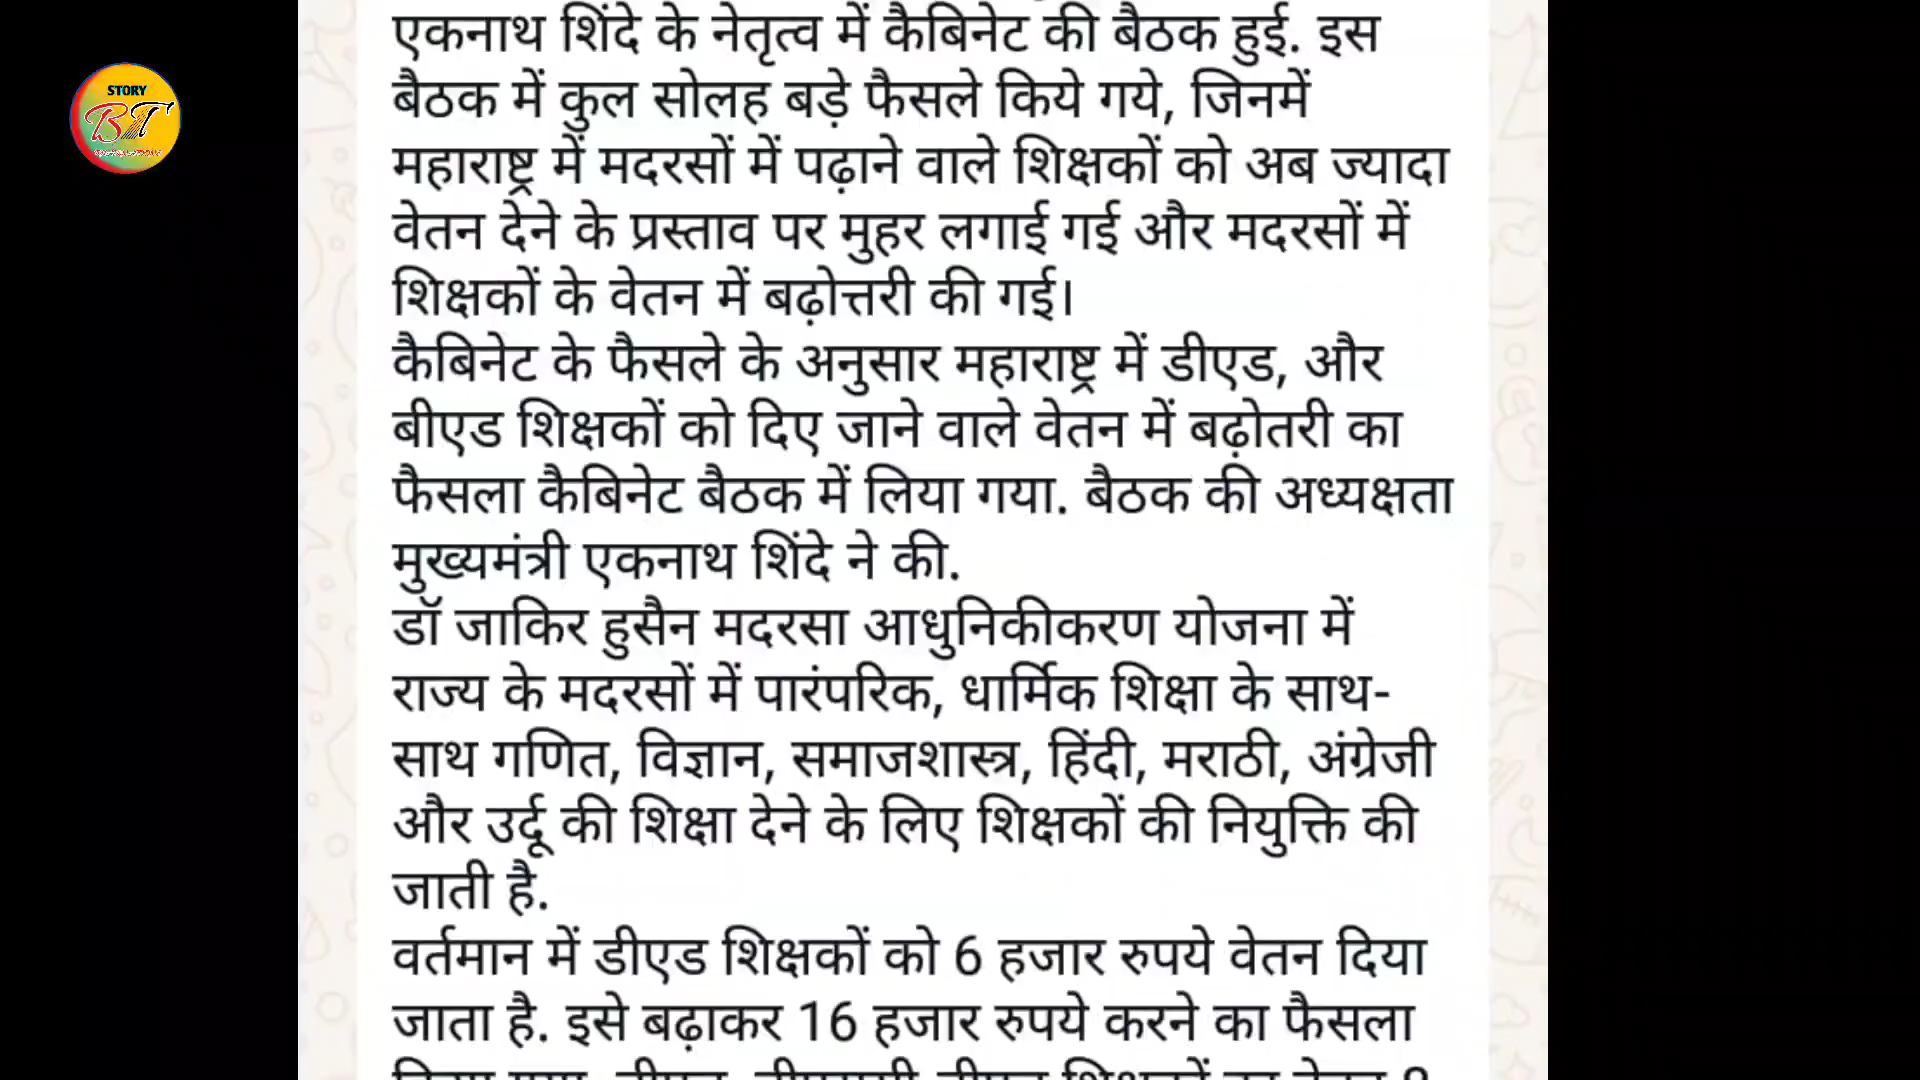 STORY
BT
एकनाथ शिंदे के नेतृत्व में कैबिनेट की बैठक हुई. इस
बैठक में कुल सोलह बड़े फैसले किये गये, जिनमें
महाराष्ट्र में मदरसों में पढ़ाने वाले शिक्षकों को अब ज्यादा
वेतन देने के प्रस्ताव पर मुहर लगाई गई और मदरसों में
शिक्षकों के वेतन में बढ़ोत्तरी की गई।
कैबिनेट के फैसले के अनुसार महाराष्ट्र में डीएड, और
बीएड शिक्षकों को दिए जाने वाले वेतन में बढ़ोतरी का
फैसला कैबिनेट बैठक में लिया गया. बैठक की अध्यक्षता
मुख्यमंत्री एकनाथ शिंदे ने की.
डॉ जाकिर हुसैन मदरसा आधुनिकीकरण योजना में
राज्य के मदरसों में पारंपरिक, धार्मिक शिक्षा के साथ-
साथ गणित, विज्ञान, समाजशास्त्र, हिंदी, मराठी, अंग्रेजी
और उर्दू की शिक्षा देने के लिए शिक्षकों की नियुक्ति की
जाती है.
वर्तमान में डीएड शिक्षकों को 6 हजार रुपये वेतन दिया
जाता है. इसे बढ़ाकर 16 हजार रुपये करने का फैसला